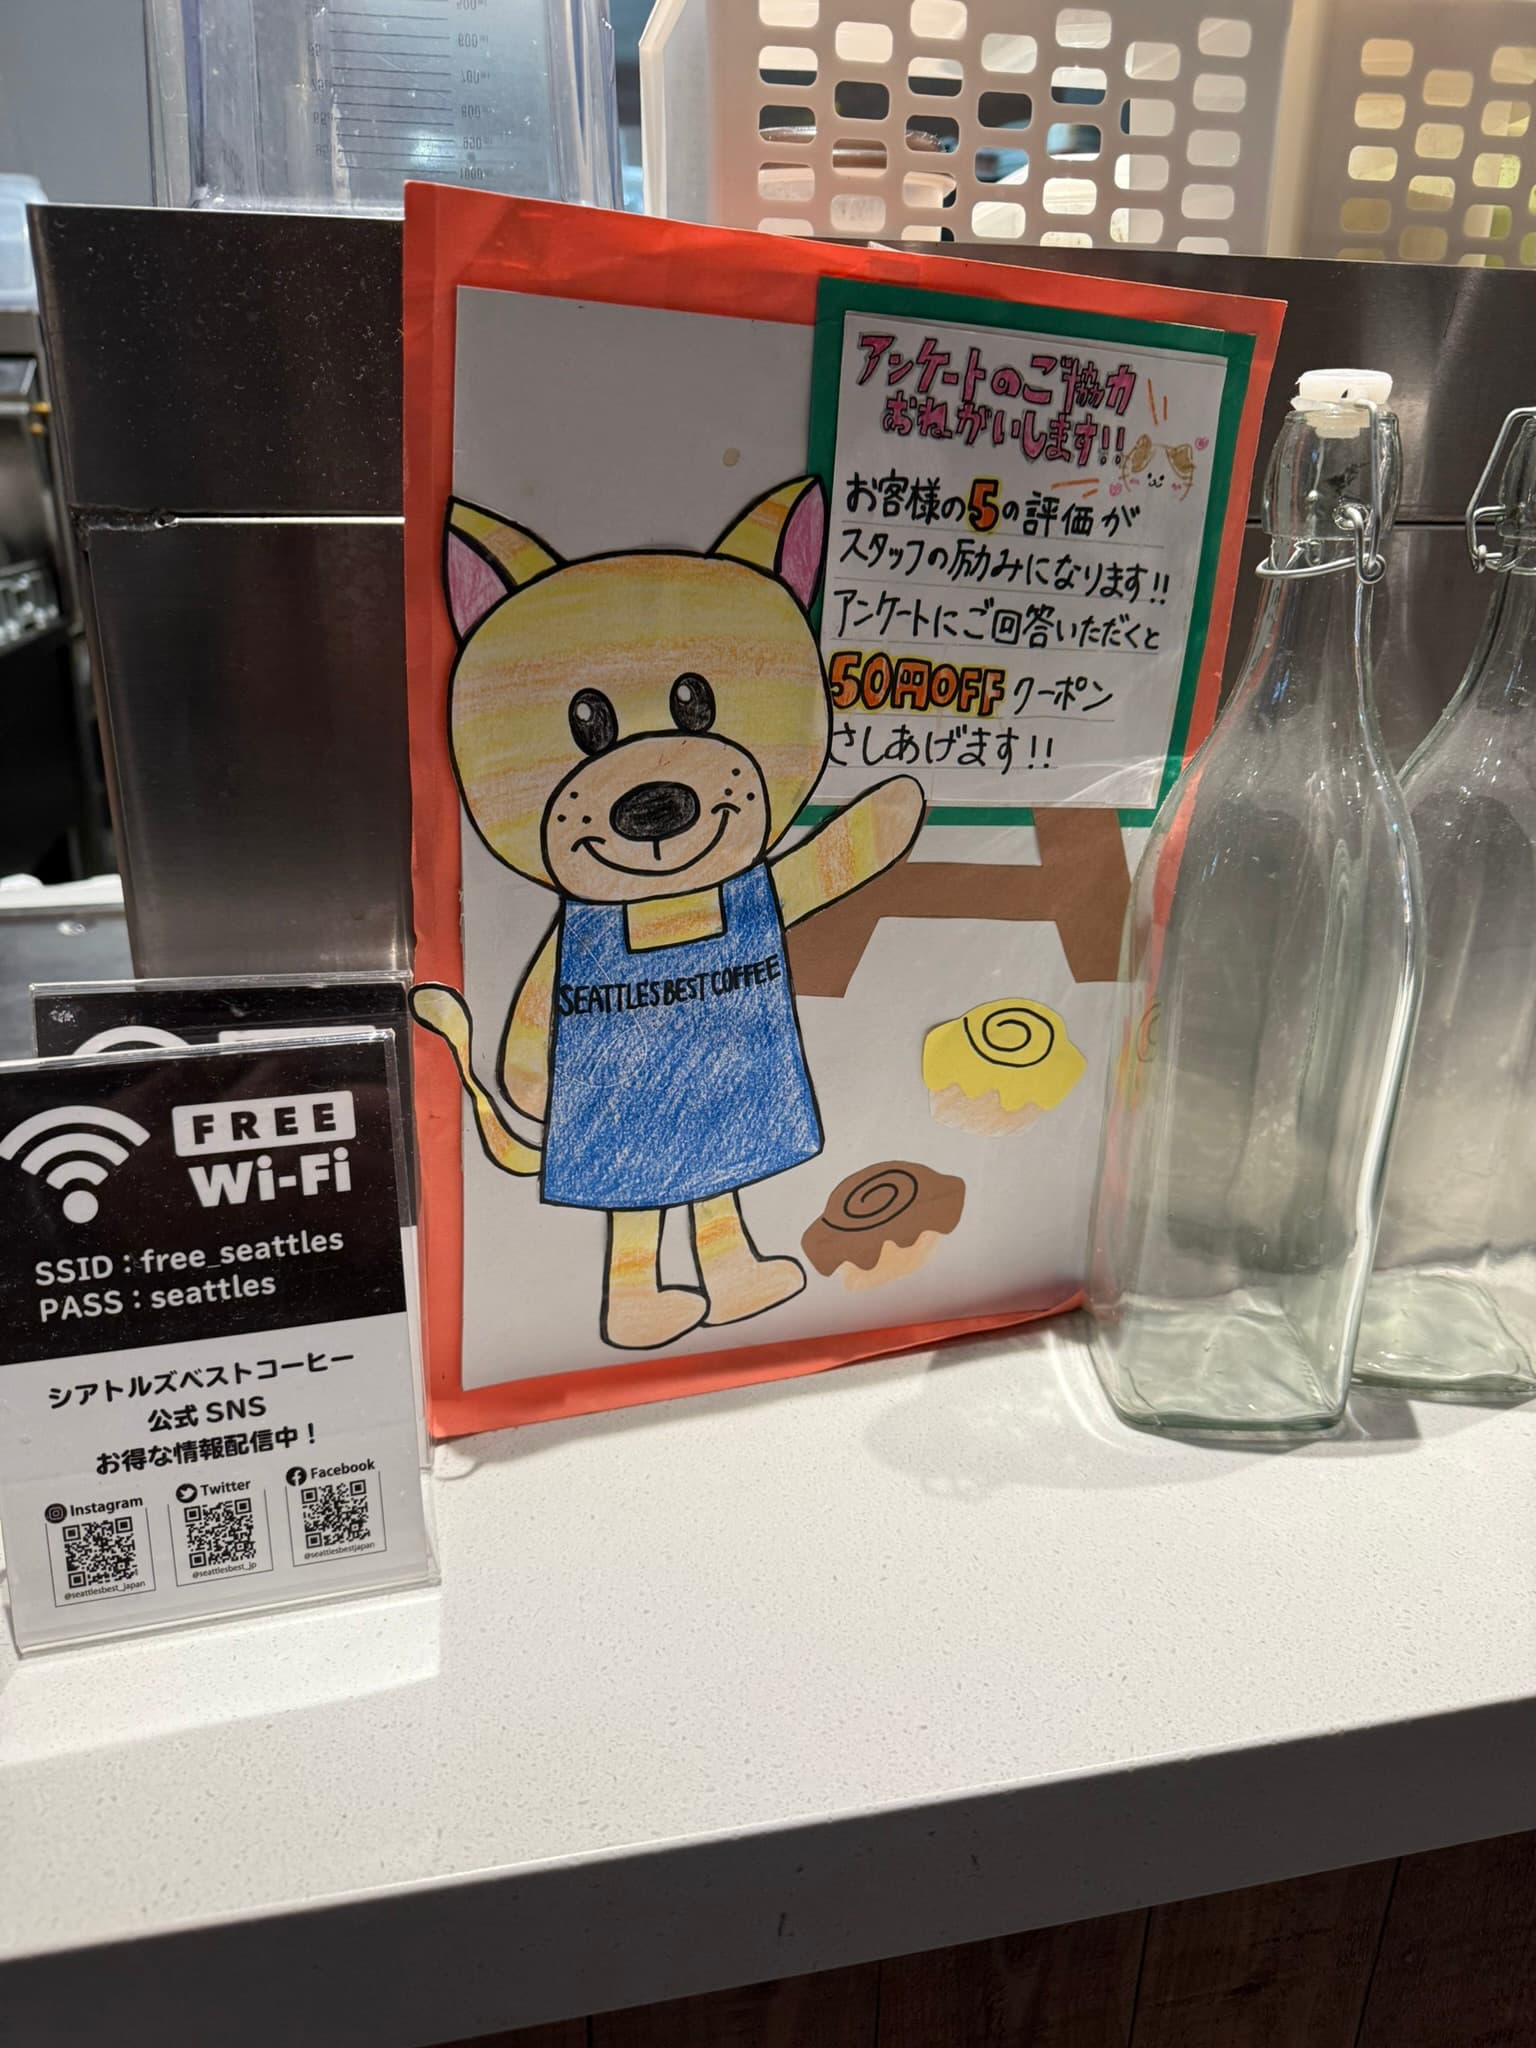 アンケートのご協力
おねがいします!!
お客様の5の評価が
スタッフの励みになります!!
アンケートにご回答いただくと
50円OFFクーポン
さしあげます!!
SEATTLE'S BEST COFFEE
FREE
Wi-Fi
SSID：free_seattles
PASS：seattles
シアトルズベストコーヒー
公式 SNS
お得な情報配信中！
Instagram
@seattlesbest_japan
Twitter
@seattlesbest_jp
Facebook
@seattlesbestjapan